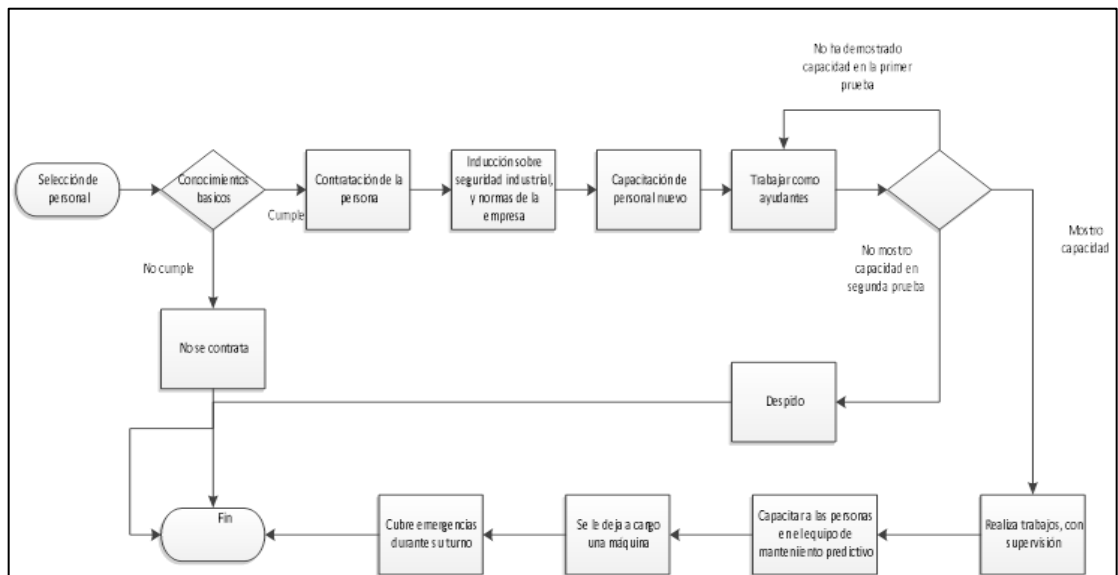 No ha demostrado
capacidad en la primer
prueba
Selección de
personal
Conocimientos
basicos
Cumple
Contratación de la
persona
Inducción sobre
seguridad industrial,
y normas de la
empresa
Capacitación de
personal nuevo
Trabajar como
ayudantes
Mostro
capacidad
No mostro
capacidad en
segunda prueba
No cumple
No se contrata
Despido
Fin
Cubre emergencias
durante su turno
Se le deja a cargo
una máquina
Capacitar a las personas
en el equipo de
manteniento predictivo
Realiza trabajos, con
supervisión